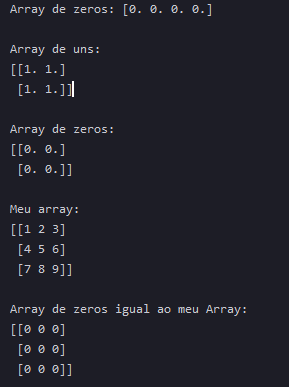 Array de zeros: [0. 0. 0. 0.]
Array de uns:
[[1. 1.]
 [1. 1.]]
Array de zeros:
[[0. 0.]
 [0. 0.]]
Meu array:
[[1 2 3]
 [4 5 6]
 [7 8 9]]
Array de zeros igual ao meu Array:
[[0 0 0]
 [0 0 0]
 [0 0 0]]